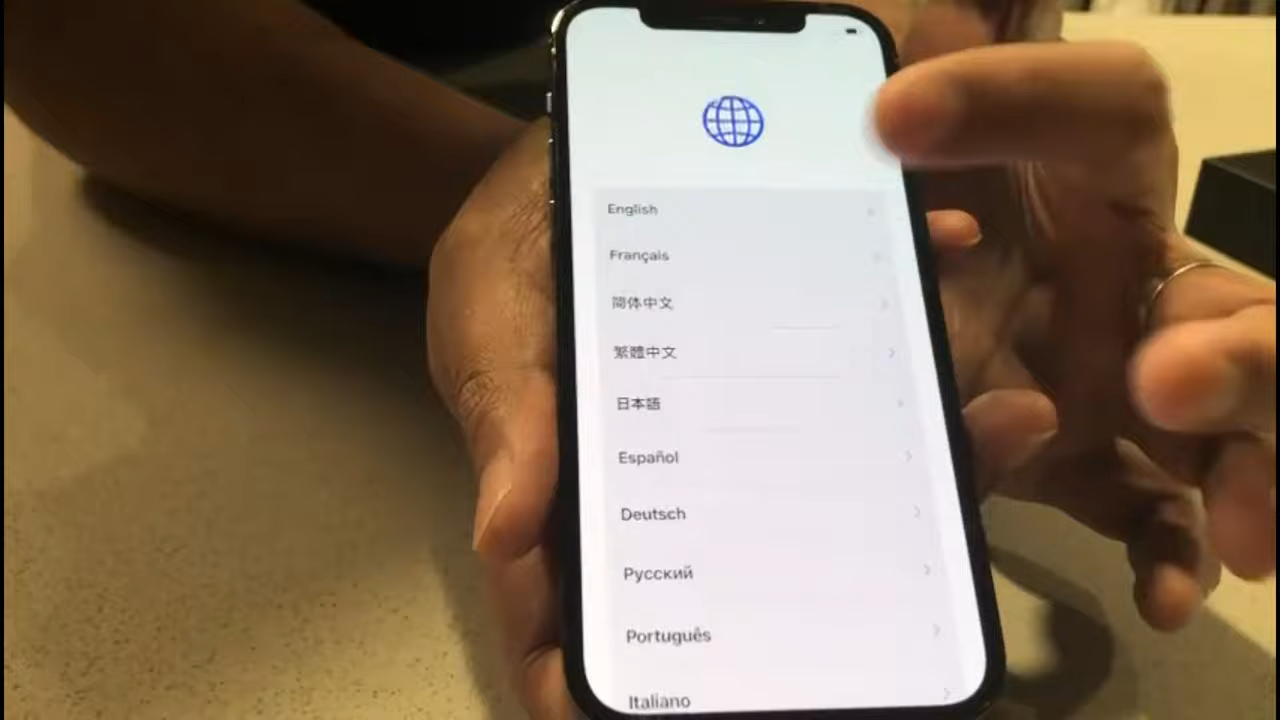 English
Français
简体中文
繁體中文
日本語
Español
Deutsch
Русский
Português
Italiano